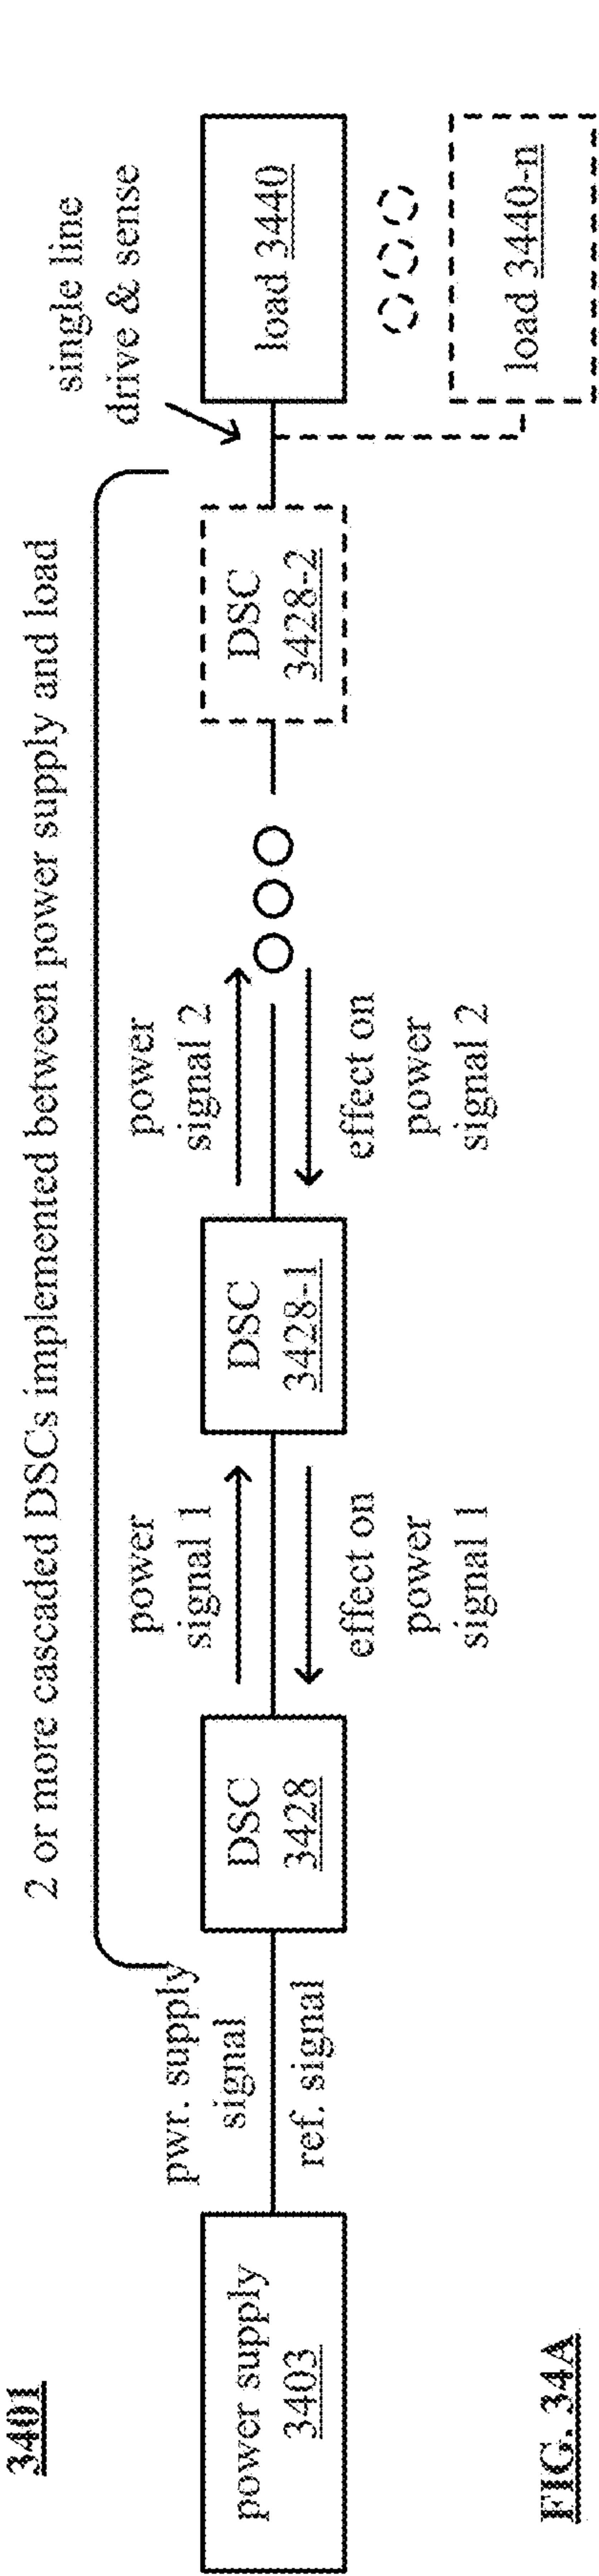 3401
2 or more cascaded DSCs implemented between power supply and load
power supply
3403
pwr. supply
signal
ref. signal
DSC
3428
power
signal 1
effect on
power
signal 1
DSC
3428-1
power
signal 2
effect on
power
signal 2
DSC
3428-2
single line
drive & sense
load 3440
load 3440-n
FIG. 34A